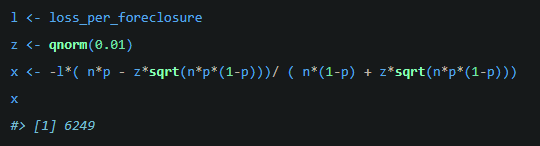 l <- loss_per_foreclosure
z <- qnorm(0.01)
x <- -l*( n*p - z*sqrt(n*p*(1-p)))/ ( n*(1-p) + z*sqrt(n*p*(1-p)))
x
#> [1] 6249